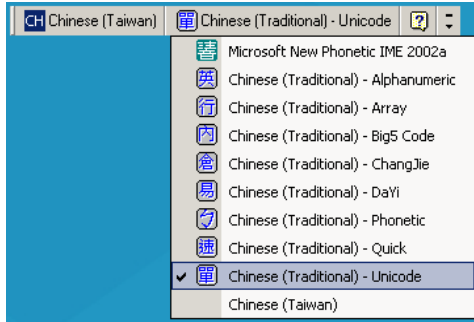 CH Chinese (Taiwan) 單 Chinese (Traditional) - Unicode ?
Microsoft New Phonetic IME 2002a
英 Chinese (Traditional) - Alphanumeric
行 Chinese (Traditional) - Array
內 Chinese (Traditional) - Big5 Code
倉 Chinese (Traditional) - ChangJie
易 Chinese (Traditional) - DaYi
ㄅ Chinese (Traditional) - Phonetic
速 Chinese (Traditional) - Quick
單 Chinese (Traditional) - Unicode
Chinese (Taiwan)